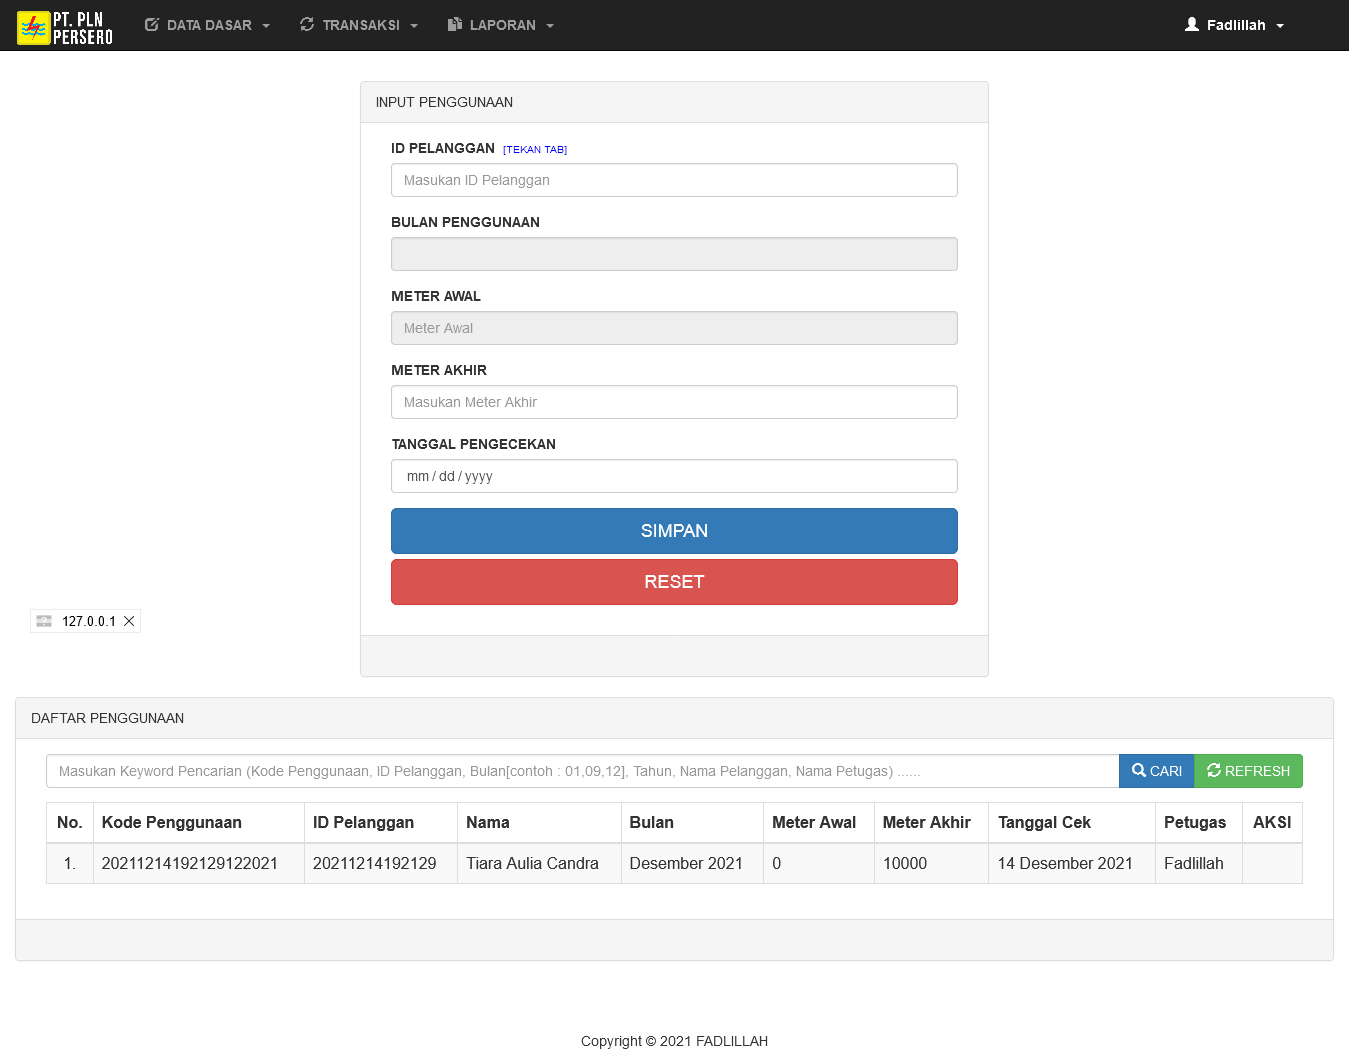 PT. PLN
PERSERO
DATA DASAR
TRANSAKSI
LAPORAN
Fadlillah
INPUT PENGGUNAAN
ID PELANGGAN [TEKAN TAB]
Masukan ID Pelanggan
BULAN PENGGUNAAN
METER AWAL
Meter Awal
METER AKHIR
Masukan Meter Akhir
TANGGAL PENGECEKAN
mm / dd / yyyy
SIMPAN
RESET
127.0.0.1
DAFTAR PENGGUNAAN
Masukan Keyword Pencarian (Kode Penggunaan, ID Pelanggan, Bulan[contoh : 01,09,12], Tahun, Nama Pelanggan, Nama Petugas) ......
CARI
REFRESH
No. Kode Penggunaan ID Pelanggan Nama Bulan Meter Awal Meter Akhir Tanggal Cek Petugas AKSI
1. 20211214192129122021 20211214192129 Tiara Aulia Candra Desember 2021 0 10000 14 Desember 2021 Fadlillah
Copyright © 2021 FADLILLAH